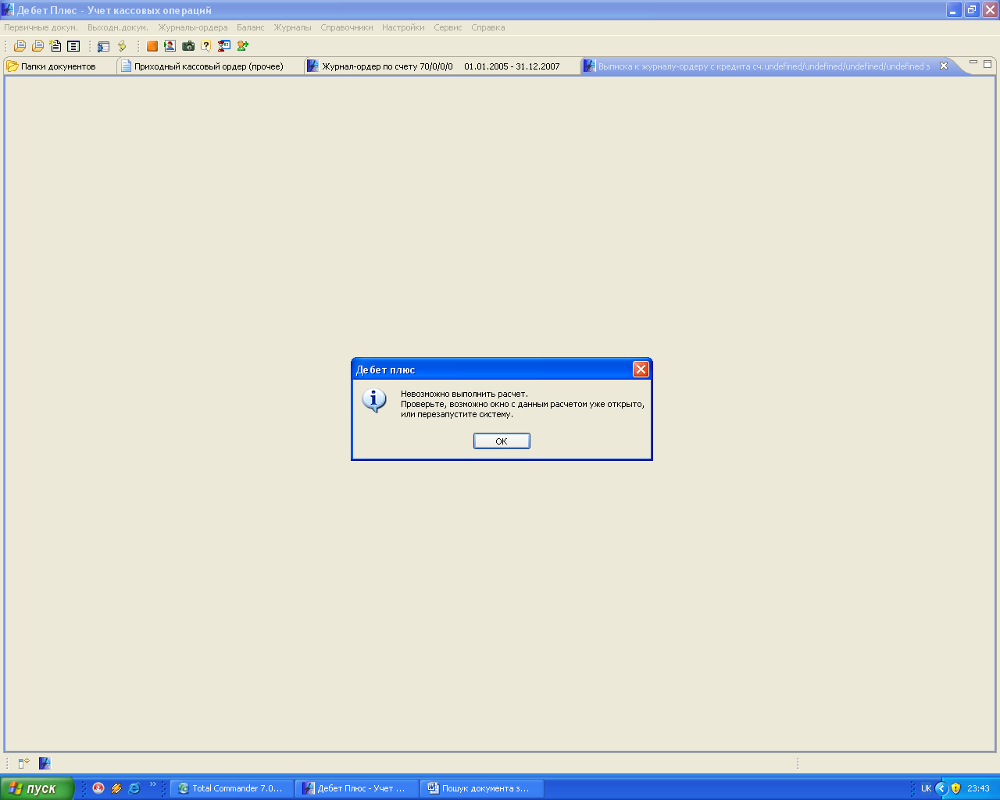 Дебет Плюс - Учет кассовых операций
Первичные докум. Выходн.докум. Журналы-ордера Баланс Журналы Справочники Настройки Сервис Справка
Папки документов
Приходный кассовый ордер (прочее)
Журнал-ордер по счету 70/0/0/0 01.01.2005 - 31.12.2007
Выписка к журналу-ордеру с кредита сч.undefined/undefined/undefined/undefined з
Дебет плюс
Невозможно выполнить расчет.
Проверьте, возможно окно с данным расчетом уже открыто,
или перезапустите систему.
OK
пуск
Total Commander 7.0...
Дебет Плюс - Учет ...
Пошук документа з...
UK
23:43